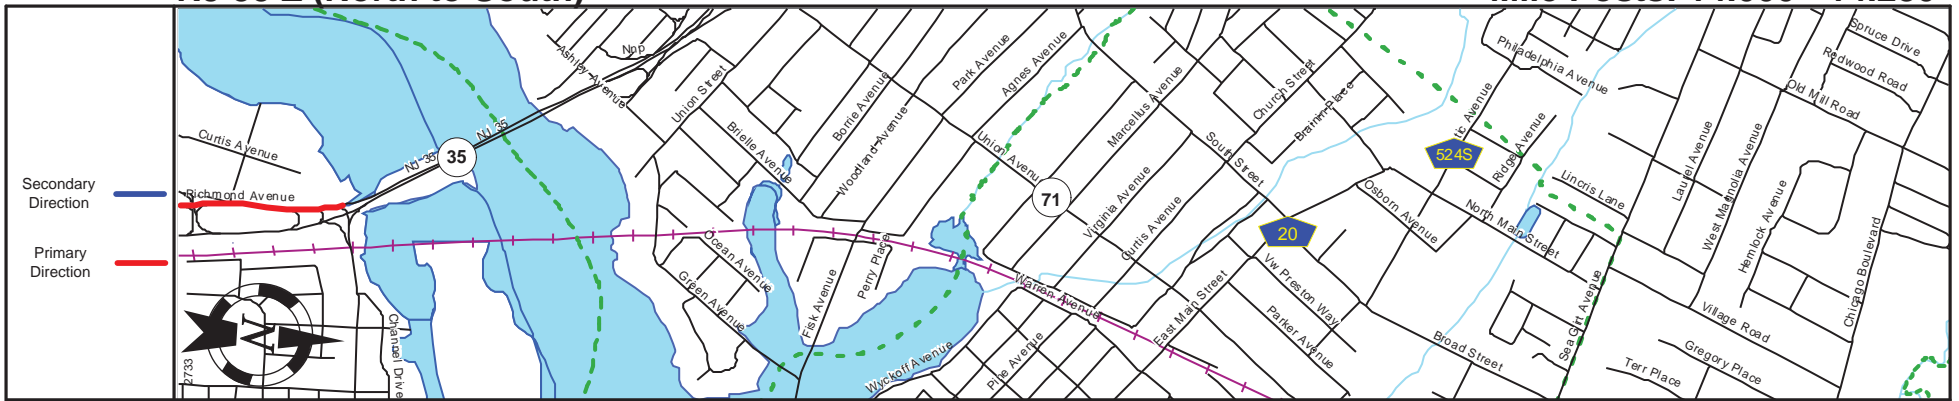 Secondary
Direction
Primary
Direction
Curtis Avenue
Richmond Avenue
NJ 35
35
NJ 35
Ashley Avenue
Nnp
Union Street
Brielle Avenue
Borrie Avenue
Woodland Avenue
Park Avenue
Agnes Avenue
Union Avenue
71
Marcellus Avenue
Virginia Avenue
Curtis Avenue
South Street
Church Street
Osborn Avenue
20
524S
Philadelphia Avenue
Ridge Avenue
Lincris Lane
North Main Street
Spruce Drive
Redwood Road
Old Mill Road
Laurel Avenue
West Magnolia Avenue
Hemlock Avenue
Chicago Boulevard
Village Road
Gregory Place
Terr Place
Sea Girt Avenue
Broad Street
Vw Preston Way
Parker Avenue
East Main Street
Warren Avenue
Pine Avenue
Wyckoff Avenue
Fisk Avenue
Perry Place
Ocean Avenue
Green Avenue
Channel Drive
2733
N